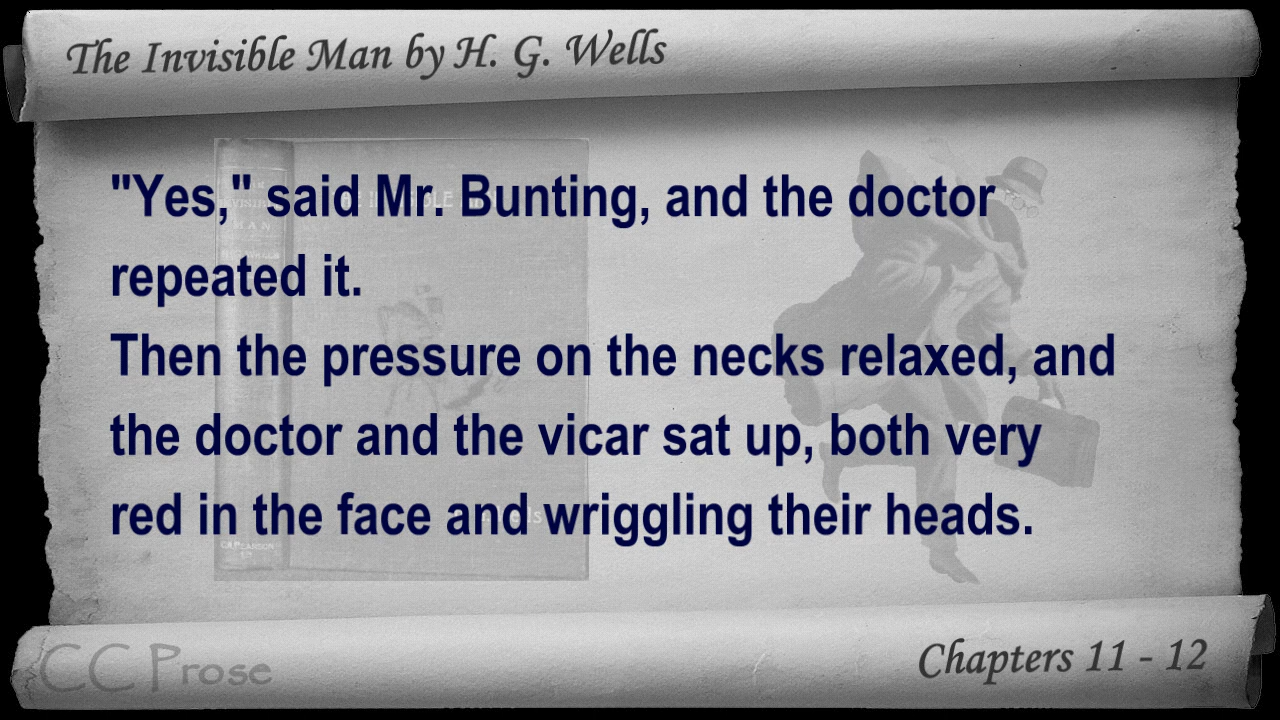 The Invisible Man by H. G. Wells
"Yes," said Mr. Bunting, and the doctor
repeated it.
Then the pressure on the necks relaxed, and
the doctor and the vicar sat up, both very
red in the face and wriggling their heads.
CC Prose
Chapters 11 - 12